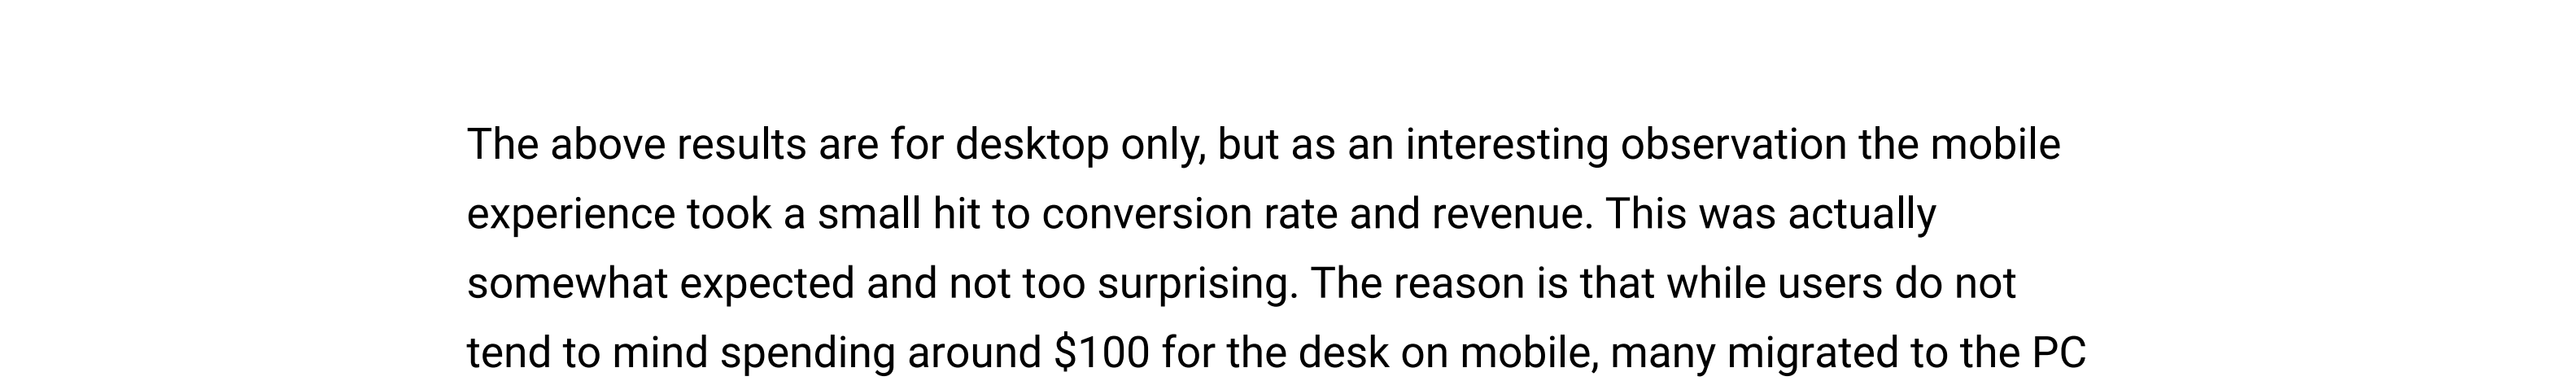 The above results are for desktop only, but as an interesting observation the mobile
experience took a small hit to conversion rate and revenue. This was actually
somewhat expected and not too surprising. The reason is that while users do not
tend to mind spending around $100 for the desk on mobile, many migrated to the PC